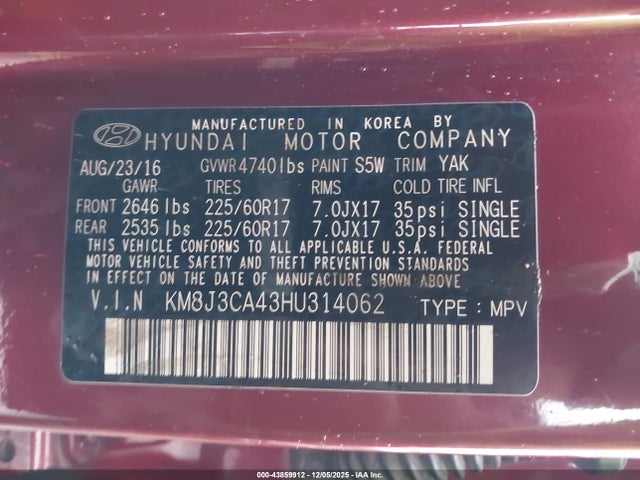 MANUFACTURED IN KOREA BY
HYUNDAI MOTOR COMPANY
AUG/23/16 GVWR 4740lbs PAINT S5W TRIM YAK
GAWR TIRES RIMS COLD TIRE INFL
FRONT 2646 lbs 225/60R17 7.0JX17 35psi SINGLE
REAR 2535 lbs 225/60R17 7.0JX17 35psi SINGLE
THIS VEHICLE CONFORMS TO ALL APPLICABLE U.S.A. FEDERAL
MOTOR VEHICLE SAFETY AND THEFT PREVENTION STANDARDS
IN EFFECT ON THE DATE OF MANUFACTURE SHOWN ABOVE.
V.I.N KM8J3CA43HU314062 TYPE : MPV
000-43859912 - 12/05/2025 - IAA Inc.